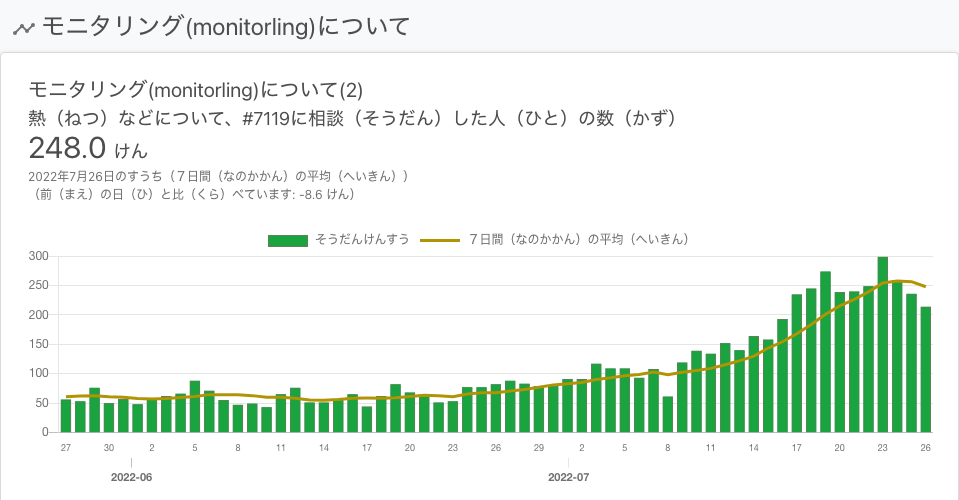 モニタリング(monitorling)について
モニタリング(monitorling)について(2)
熱（ねつ）などについて、#7119に相談（そうだん）した人（ひと）の数（かず）
248.0 けん
2022年7月26日のすうち（７日間（なのかかん）の平均（へいきん））
（前（まえ）の日（ひ）と比（くら）べています: -8.6 けん）
そうだんけんすう ７日間（なのかかん）の平均（へいきん）
300
250
200
150
100
50
0
27 30 2 5 8 11 14 17 20 23 26 29 2 5 8 11 14 17 20 23 26
2022-06 2022-07